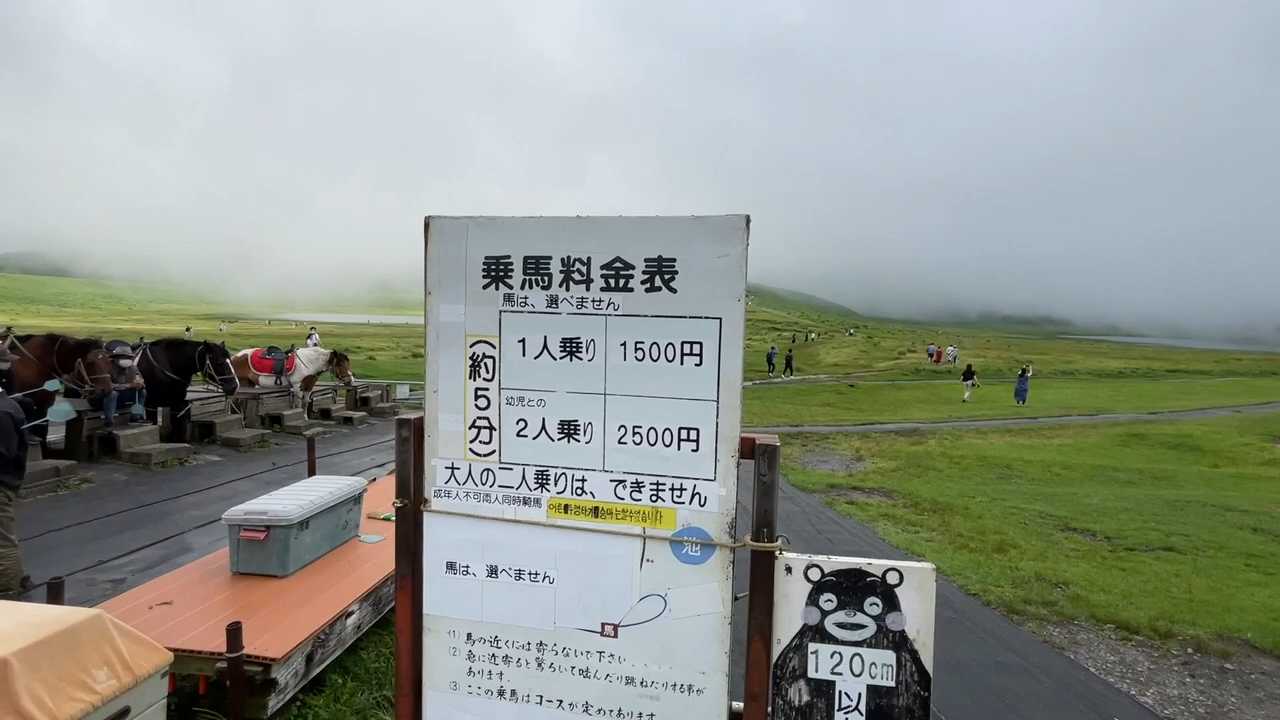 乗馬料金表
馬は、選べません
(約5分)
1人乗り 1500円
幼児との
2人乗り 2500円
大人の二人乗りは、できません
成年人不可両人同時騎馬
池
馬は、選べません
馬
(1) 馬の近くには寄らないで下さい.....
(2) 急に近寄ると驚ろいて噛んだり跳ねたりする事が
あります.
(3) ここの乗馬はコースが定めてあります.
120cm
以